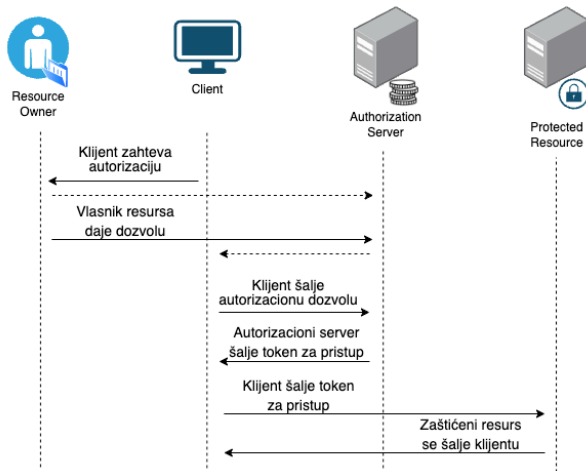 Resource
Owner
Client
Authorization
Server
Protected
Resource
Klijent zahteva
autorizaciju
Vlasnik resursa
daje dozvolu
Klijent šalje
autorizacionu dozvolu
Autorizacioni server
šalje token za pristup
Klijent šalje token
za pristup
Zaštićeni resurs
se šalje klijentu